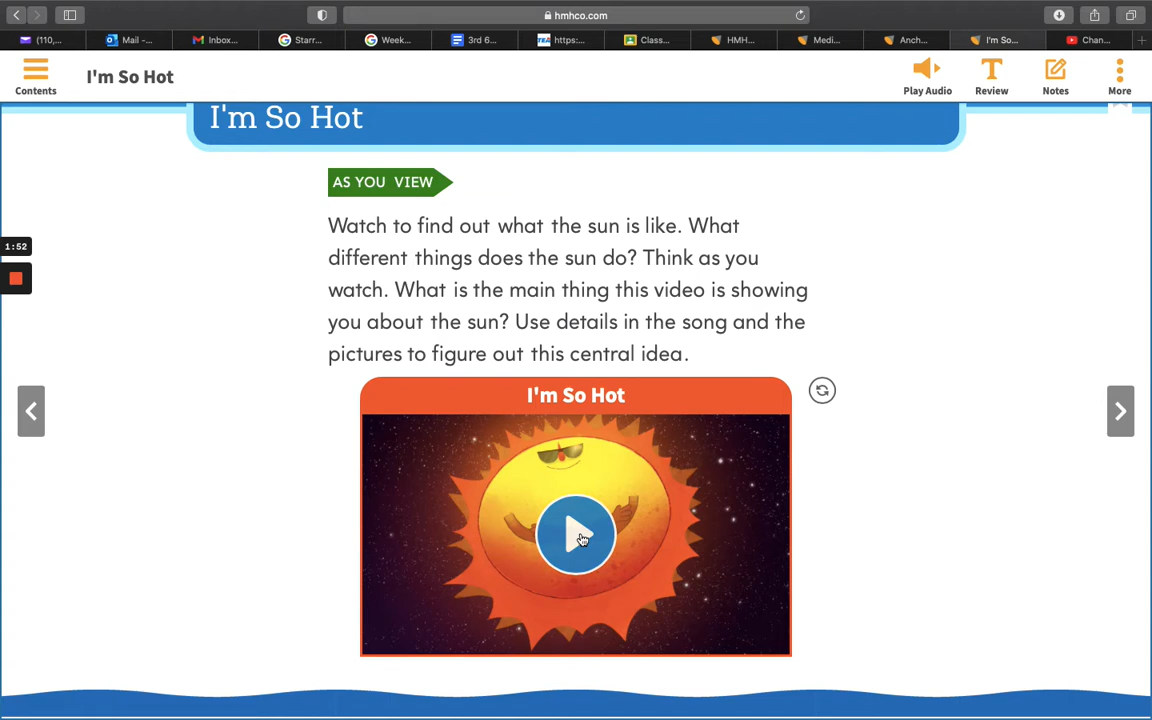 hmhco.com
(110,...
Mail -...
Inbox...
Starr...
Week...
3rd 6...
TEA https:...
Class...
HMH...
Medi...
Anch...
I'm So...
Chan...
Contents
I'm So Hot
Play Audio
T
Review
Notes
More
I'm So Hot
AS YOU VIEW
1:52
Watch to find out what the sun is like. What
different things does the sun do? Think as you
watch. What is the main thing this video is showing
you about the sun? Use details in the song and the
pictures to figure out this central idea.
I'm So Hot